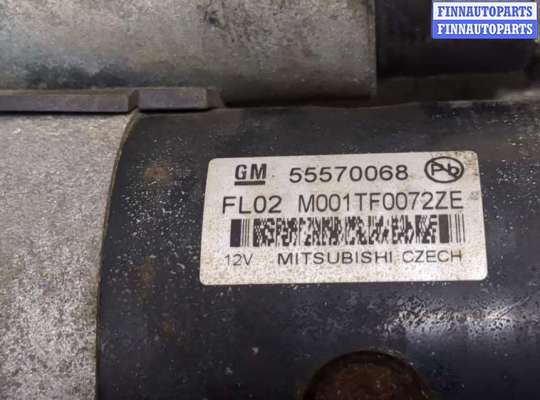 FINNAUTOPARTS
FINNAUTOPARTS
GM 55570068 Pb
FL02 M001TF0072ZE
12V MITSUBISHI CZECH